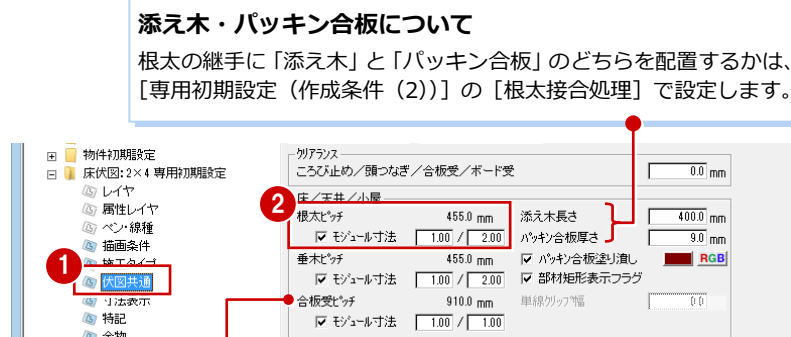 添え木・パッキン合板について
根太の継手に「添え木」と「パッキン合板」のどちらを配置するかは、
[専用初期設定（作成条件（2））]の[根太接合処理]で設定します。
物件初期設定
床伏図:2×4 専用初期設定
レイヤ
属性レイヤ
ペン・線種
描画条件
施工タイプ
伏図共通
寸法表示
特記
金物
1
クリアランス
ころび止め／頭つなぎ／合板受／ボード受 0.0 mm
床／天井／小屋
2
根太ピッチ 455.0 mm 添え木長さ 400.0 mm
モジュール寸法 1.00 / 2.00 パッキン合板厚さ 9.0 mm
垂木ピッチ 455.0 mm パッキン合板塗り潰し RGB
モジュール寸法 1.00 / 2.00 部材矩形表示フラグ
合板受ピッチ 910.0 mm 単線クリップ幅 0.0
モジュール寸法 1.00 / 1.00